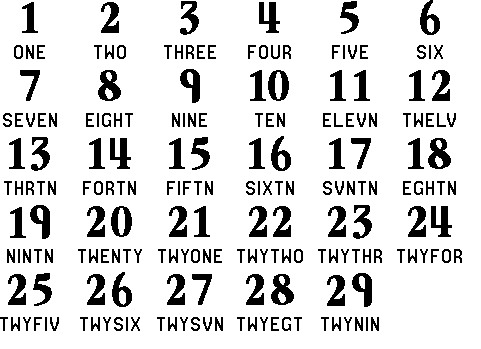 1 2 3 4 5 6
ONE TWO THREE FOUR FIVE SIX
7 8 9 10 11 12
SEVEN EIGHT NINE TEN ELEVN TWELV
13 14 15 16 17 18
THRTN FORTN FIFTN SIXTN SVNTN EGHTN
19 20 21 22 23 24
NINTN TWENTY TWYONE TWYTWO TWYTHR TWYFOR
25 26 27 28 29
TWYFIV TWYSIX TWYSVN TWYEGT TWYNIN